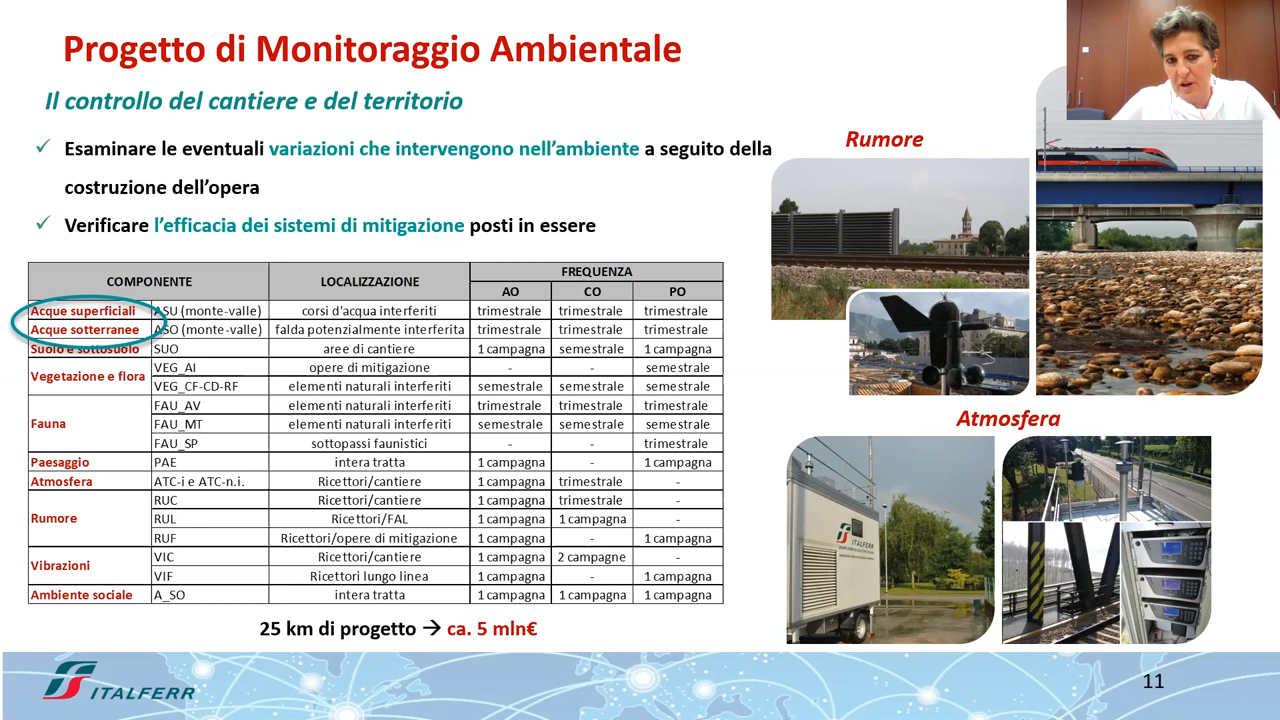 Progetto di Monitoraggio Ambientale
Il controllo del cantiere e del territorio
✓ Esaminare le eventuali variazioni che intervengono nell'ambiente a seguito della
costruzione dell'opera
✓ Verificare l'efficacia dei sistemi di mitigazione posti in essere
COMPONENTE LOCALIZZAZIONE FREQUENZA
AO CO PO
Acque superficiali ASU (monte-valle) corsi d'acqua interferiti trimestrale trimestrale trimestrale
Acque sotterranee ASO (monte-valle) falda potenzialmente interferita trimestrale trimestrale trimestrale
Suolo e sottosuolo SUO aree di cantiere 1 campagna semestrale 1 campagna
Vegetazione e flora VEG_AI opere di mitigazione - - semestrale
VEG_CF-CD-RF elementi naturali interferiti semestrale semestrale semestrale
Fauna FAU_AV elementi naturali interferiti trimestrale trimestrale trimestrale
FAU_MT elementi naturali interferiti semestrale semestrale semestrale
FAU_SP sottopassi faunistici - - trimestrale
Paesaggio PAE intera tratta 1 campagna - 1 campagna
Atmosfera ATC-i e ATC-n.i. Ricettori/cantiere 1 campagna trimestrale -
Rumore RUC Ricettori/cantiere 1 campagna trimestrale -
RUL Ricettori/FAL 1 campagna 1 campagna -
RUF Ricettori/opere di mitigazione 1 campagna - 1 campagna
Vibrazioni VIC Ricettori/cantiere 1 campagna 2 campagne -
VIF Ricettori lungo linea 1 campagna - 1 campagna
Ambiente sociale A_SO intera tratta 1 campagna 1 campagna 1 campagna
25 km di progetto → ca. 5 mln€
Rumore
Atmosfera
ITALFERR
ITALFERR
11